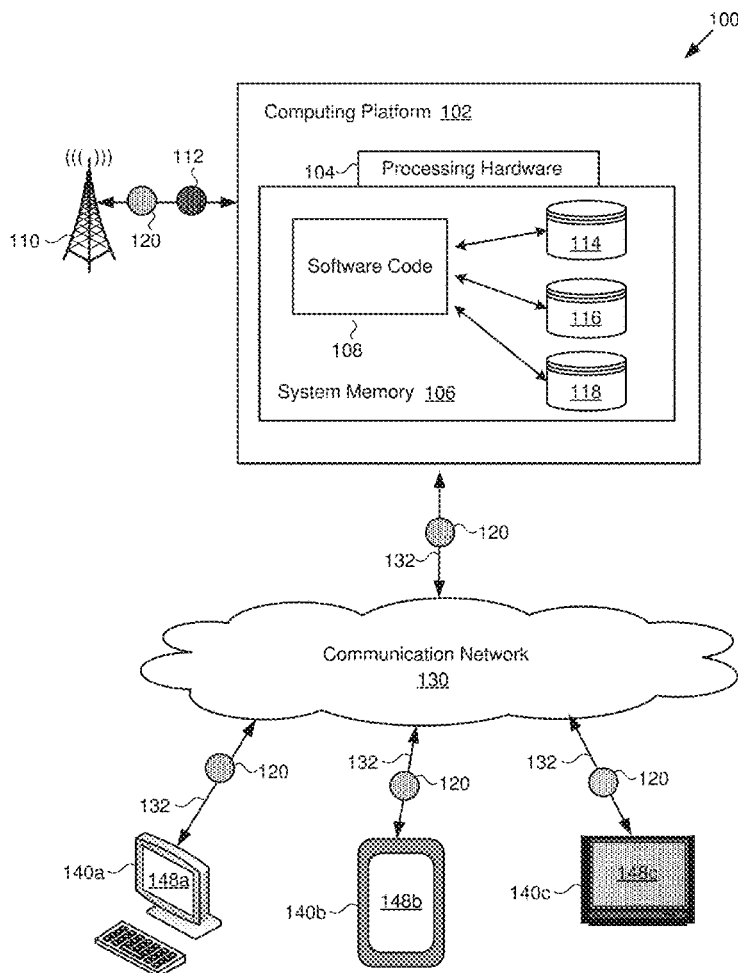 100
Computing Platform 102
((( )))
112
104
Processing Hardware
110
120
Software Code
114
116
108
118
System Memory 106
120
132
Communication Network
130
120
132
120
132
120
132
140a
148a
140b
148b
140c
148c